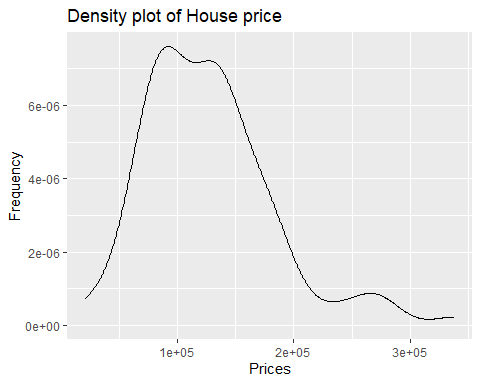 Density plot of House price
Frequency
6e-06
4e-06
2e-06
0e+00
1e+05 2e+05 3e+05
Prices